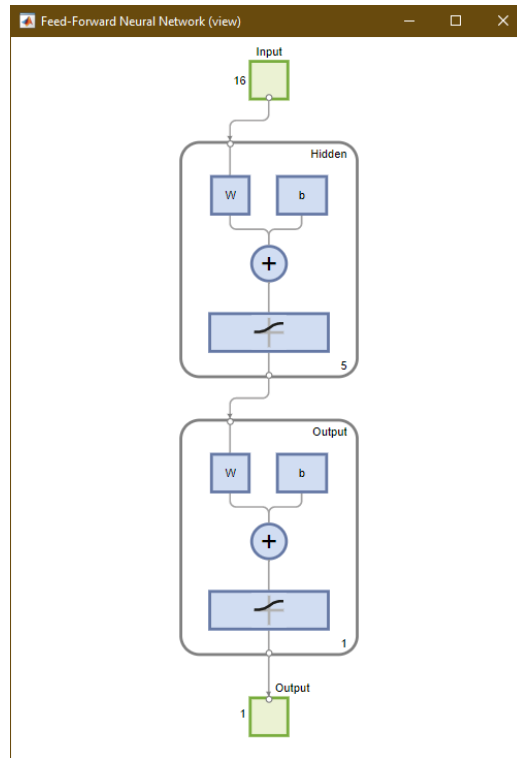 Feed-Forward Neural Network (view)
Input
16
Hidden
W
b
+
5
Output
W
b
+
1
Output
1